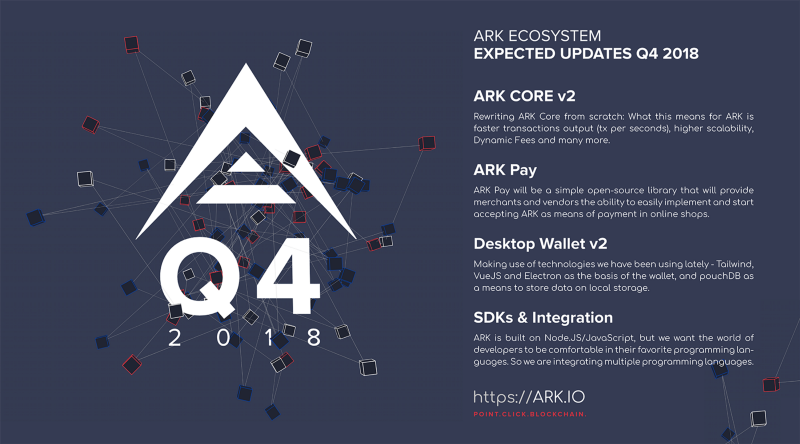 ARK ECOSYSTEM
EXPECTED UPDATES Q4 2018
ARK CORE v2
Rewriting ARK Core from scratch: What this means for ARK is
faster transactions output (tx per seconds), higher scalability,
Dynamic Fees and many more.
ARK Pay
ARK Pay will be a simple open-source library that will provide
merchants and vendors the ability to easily implement and start
accepting ARK as means of payment in online shops.
Desktop Wallet v2
Making use of technologies we have been using lately - Tailwind,
VueJS and Electron as the basis of the wallet, and pouchDB as
a means to store data on local storage.
SDKs & Integration
ARK is built on Node.JS/JavaScript, but we want the world of
developers to be comfortable in their favorite programming lan-
guages. So we are integrating multiple programming languages.
https://ARK.IO
POINT.CLICK.BLOCKCHAIN.
Q4
2018